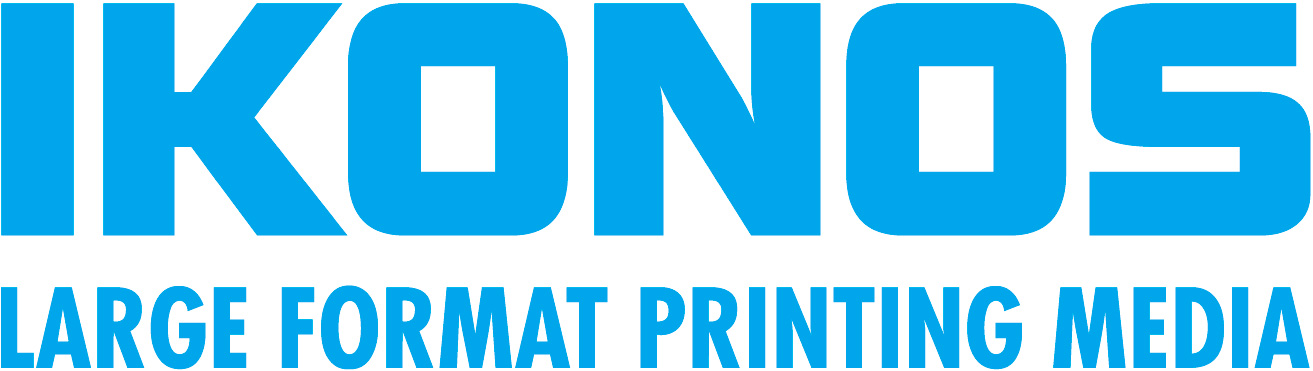 IKONOS
LARGE FORMAT PRINTING MEDIA